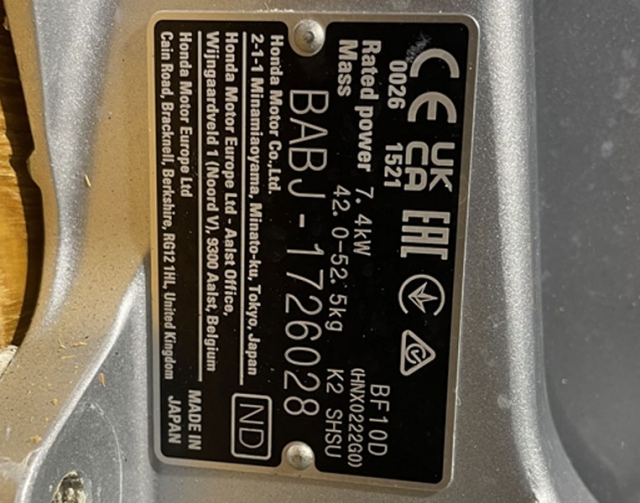 CE UK CA EAC
0026 1521
BF10D
Rated power 7.4kW (HNX0222G0)
Mass 42.0-52.5kg K2 SHSU
BABJ-1726028
Honda Motor Co.,Ltd.
2-1-1 Minamiaoyama, Minato-ku, Tokyo, Japan
ND
Honda Motor Europe Ltd - Aalst Office,
Wijngaardveld 1 (Noord V), 9300 Aalst, Belgium
Honda Motor Europe Ltd
Cain Road, Bracknell, Berkshire, RG12 1HL, United Kingdom
MADE IN
JAPAN